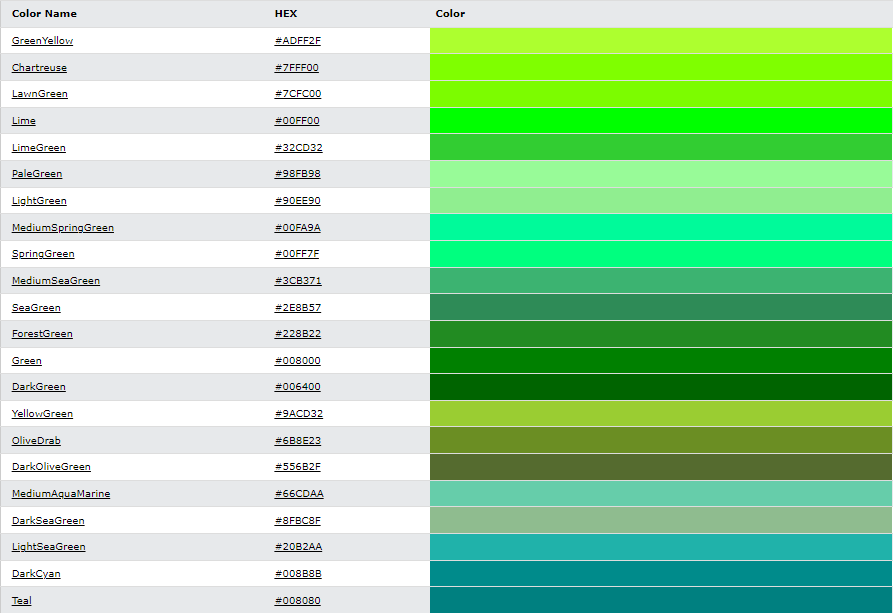 Color Name HEX Color
GreenYellow #ADFF2F
Chartreuse #7FFF00
LawnGreen #7CFC00
Lime #00FF00
LimeGreen #32CD32
PaleGreen #98FB98
LightGreen #90EE90
MediumSpringGreen #00FA9A
SpringGreen #00FF7F
MediumSeaGreen #3CB371
SeaGreen #2E8B57
ForestGreen #228B22
Green #008000
DarkGreen #006400
YellowGreen #9ACD32
OliveDrab #6B8E23
DarkOliveGreen #556B2F
MediumAquaMarine #66CDAA
DarkSeaGreen #8FBC8F
LightSeaGreen #20B2AA
DarkCyan #008B8B
Teal #008080